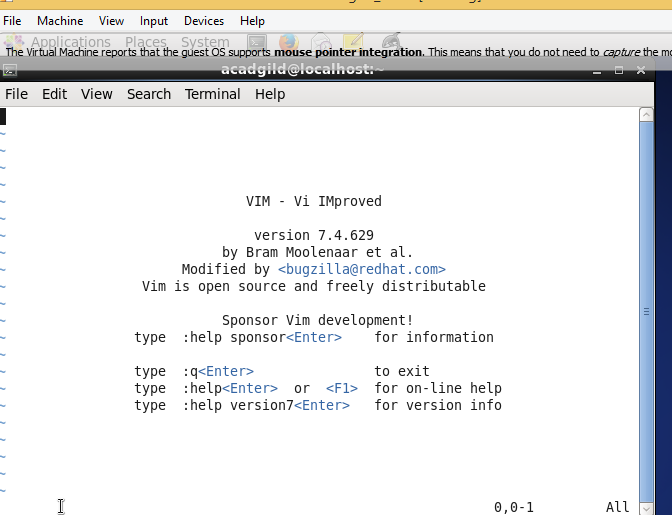 File Machine View Input Devices Help
Applications Places System
The Virtual Machine reports that the guest OS supports mouse pointer integration. This means that you do not need to capture the mo
acadgild@localhost:~
File Edit View Search Terminal Help
~
~
~
~
VIM - Vi IMproved
~
~
version 7.4.629
~
by Bram Moolenaar et al.
~
Modified by <bugzilla@redhat.com>
~
Vim is open source and freely distributable
~
~
Sponsor Vim development!
~
type :help sponsor<Enter> for information
~
~
type :q<Enter> to exit
~
type :help<Enter> or <F1> for on-line help
~
type :help version7<Enter> for version info
~
~
~
~
~
0,0-1 All